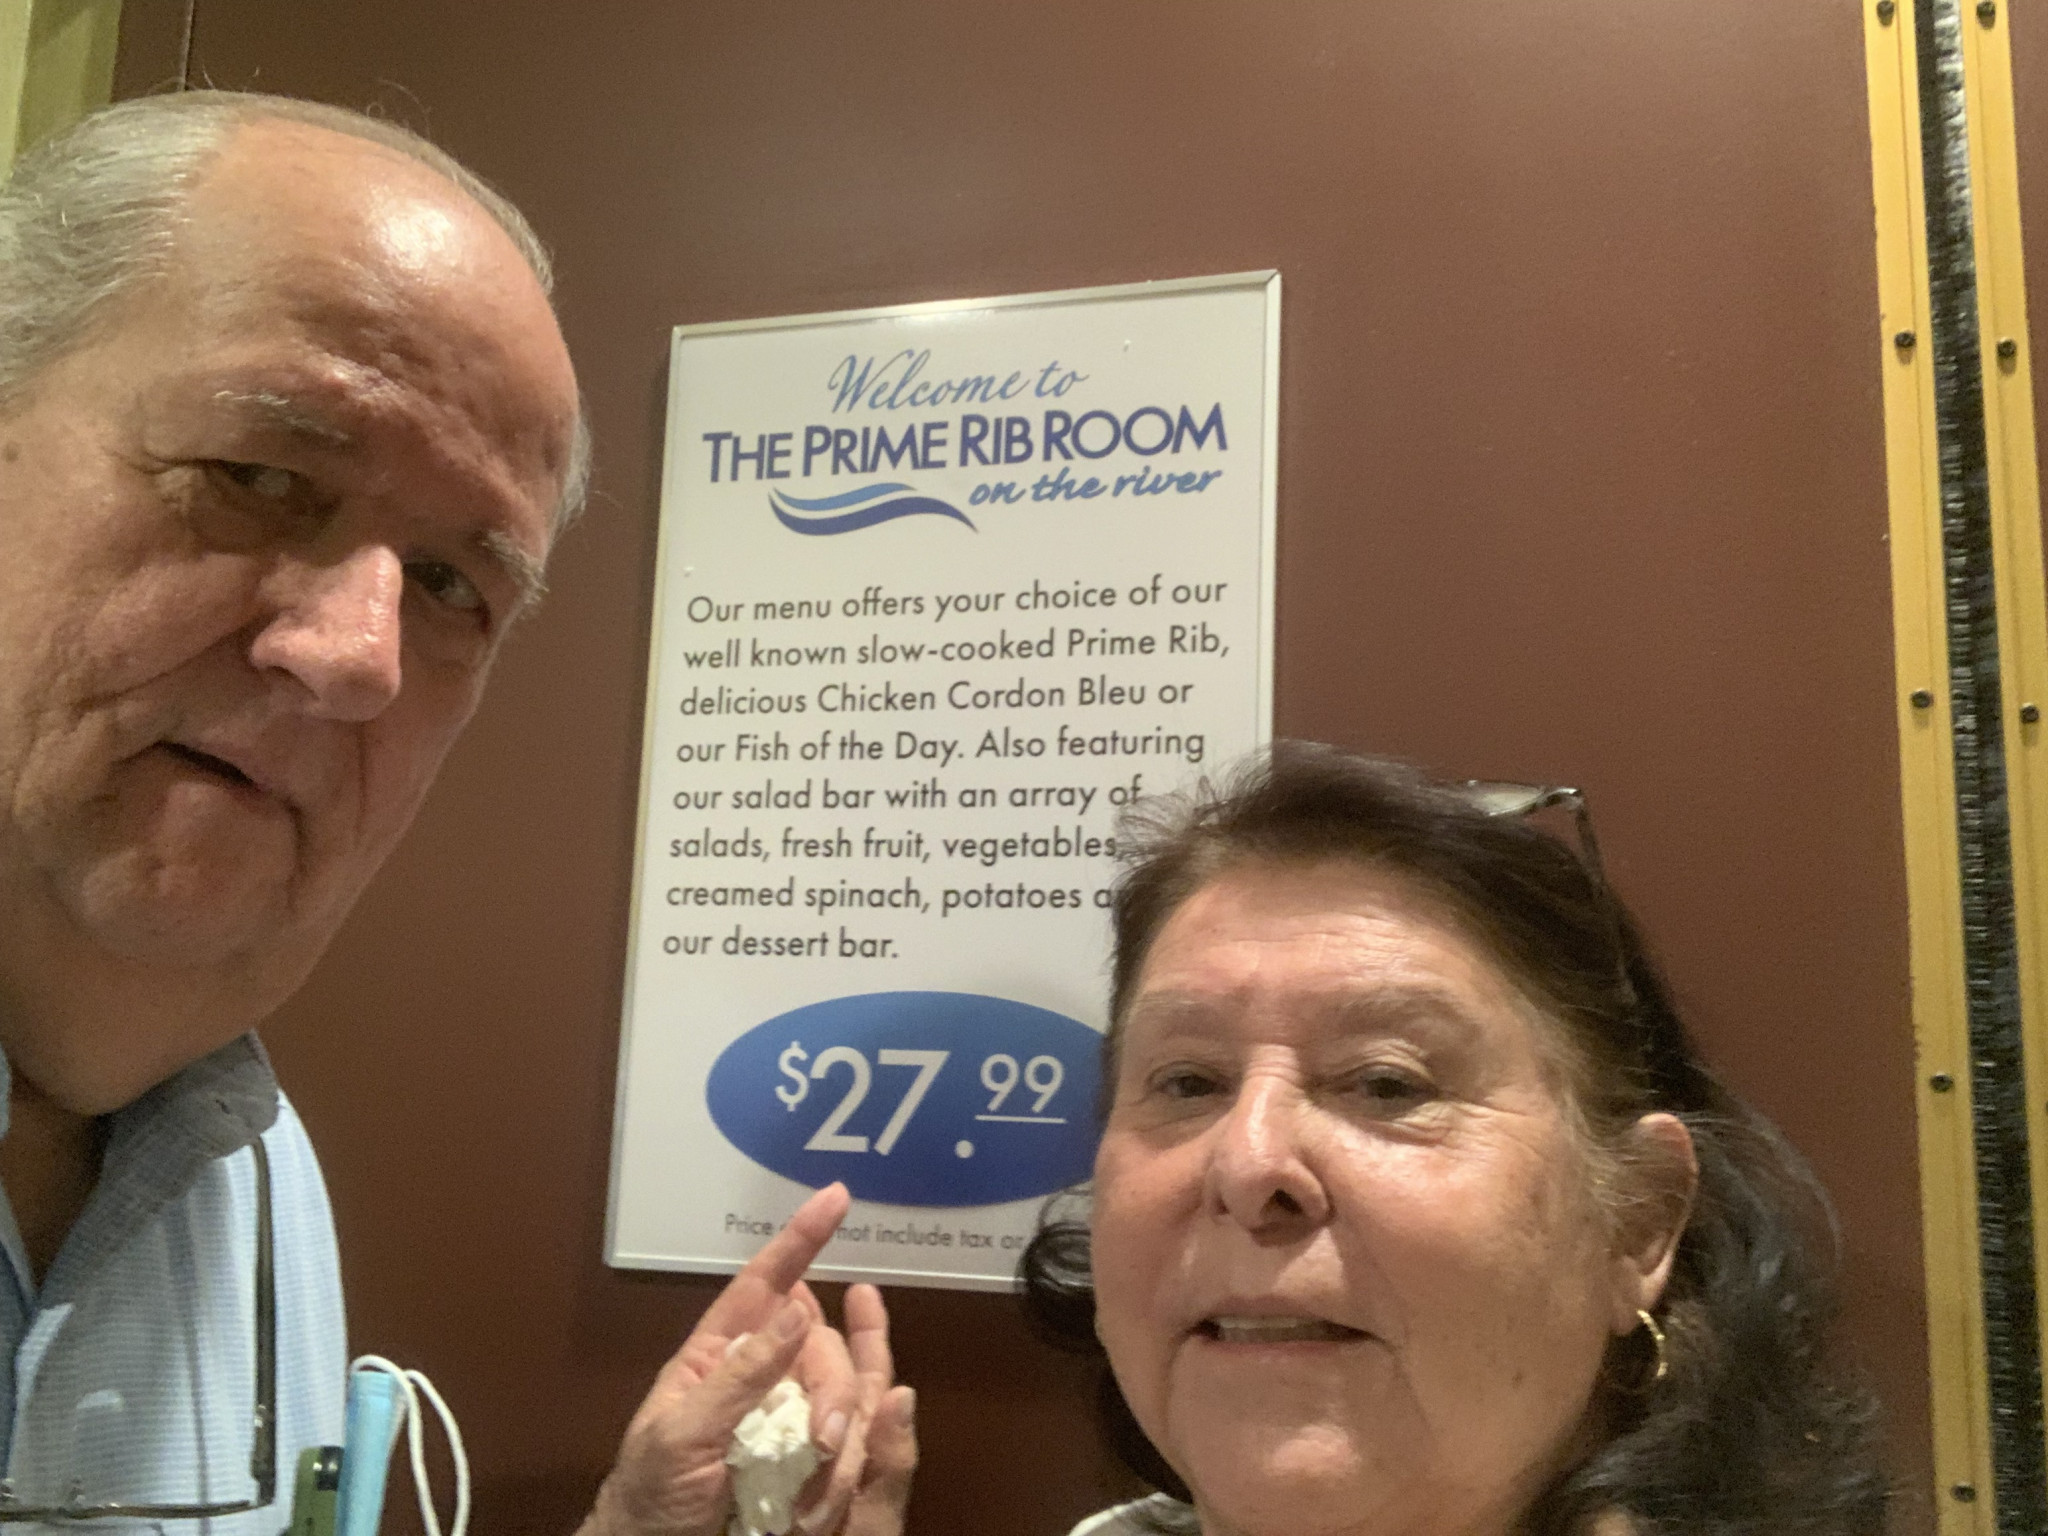 Welcome to
THE PRIME RIB ROOM
on the river
Our menu offers your choice of our
well known slow-cooked Prime Rib,
delicious Chicken Cordon Bleu or
our Fish of the Day. Also featuring
our salad bar with an array of
salads, fresh fruit, vegetables,
creamed spinach, potatoes
our dessert bar.
$27.99
Price not include tax or